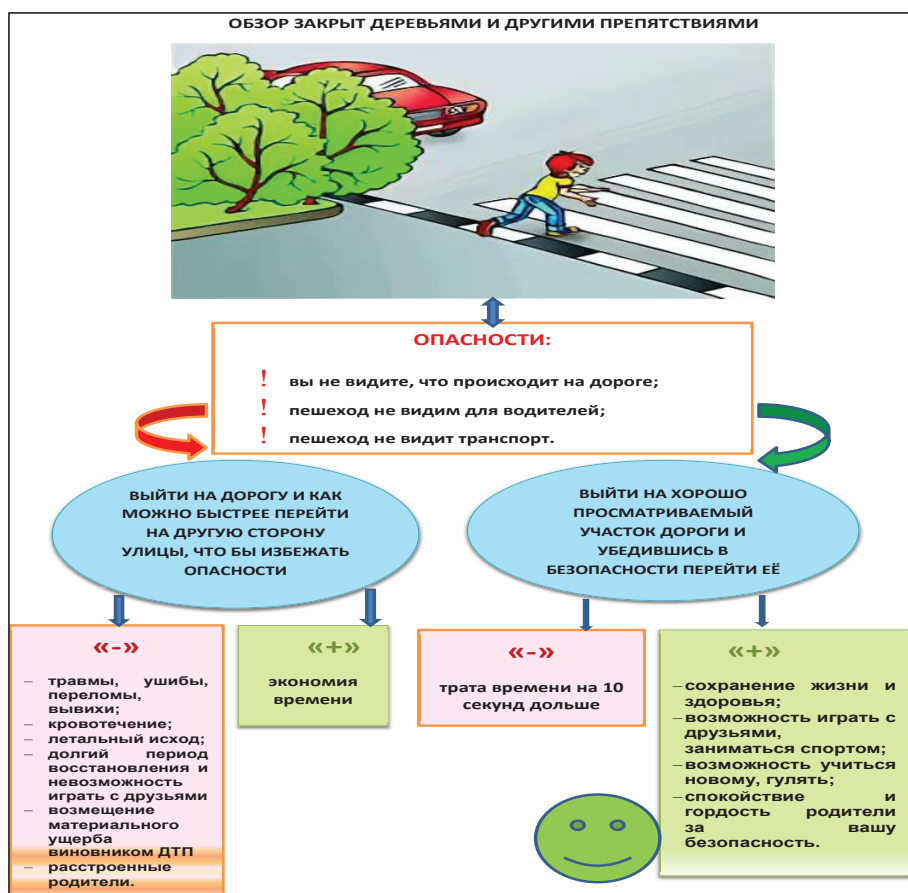 ОБЗОР ЗАКРЫТ ДЕРЕВЬЯМИ И ДРУГИМИ ПРЕПЯТСТВИЯМИ
ОПАСНОСТИ:
! вы не видите, что происходит на дороге;
! пешеход не видим для водителей;
! пешеход не видит транспорт.
ВЫЙТИ НА ДОРОГУ И КАК
МОЖНО БЫСТРЕЕ ПЕРЕЙТИ
НА ДРУГУЮ СТОРОНУ
УЛИЦЫ, ЧТО БЫ ИЗБЕЖАТЬ
ОПАСНОСТИ
ВЫЙТИ НА ХОРОШО
ПРОСМАТРИВАЕМЫЙ
УЧАСТОК ДОРОГИ И
УБЕДИВШИСЬ В
БЕЗОПАСНОСТИ ПЕРЕЙТИ ЕЁ
«-»
– травмы, ушибы,
переломы,
вывихи;
– кровотечение;
– летальный исход;
– долгий период
восстановления и
невозможность
играть с друзьями
– возмещение
материального
ущерба
виновником ДТП
– расстроенные
родители.
«+»
экономия
времени
«-»
трата времени на 10
секунд дольше
«+»
–сохранение жизни и
здоровья;
–возможность играть с
друзьями,
заниматься спортом;
–возможность учиться
новому, гулять;
–спокойствие и
гордость родители
за вашу
безопасность.